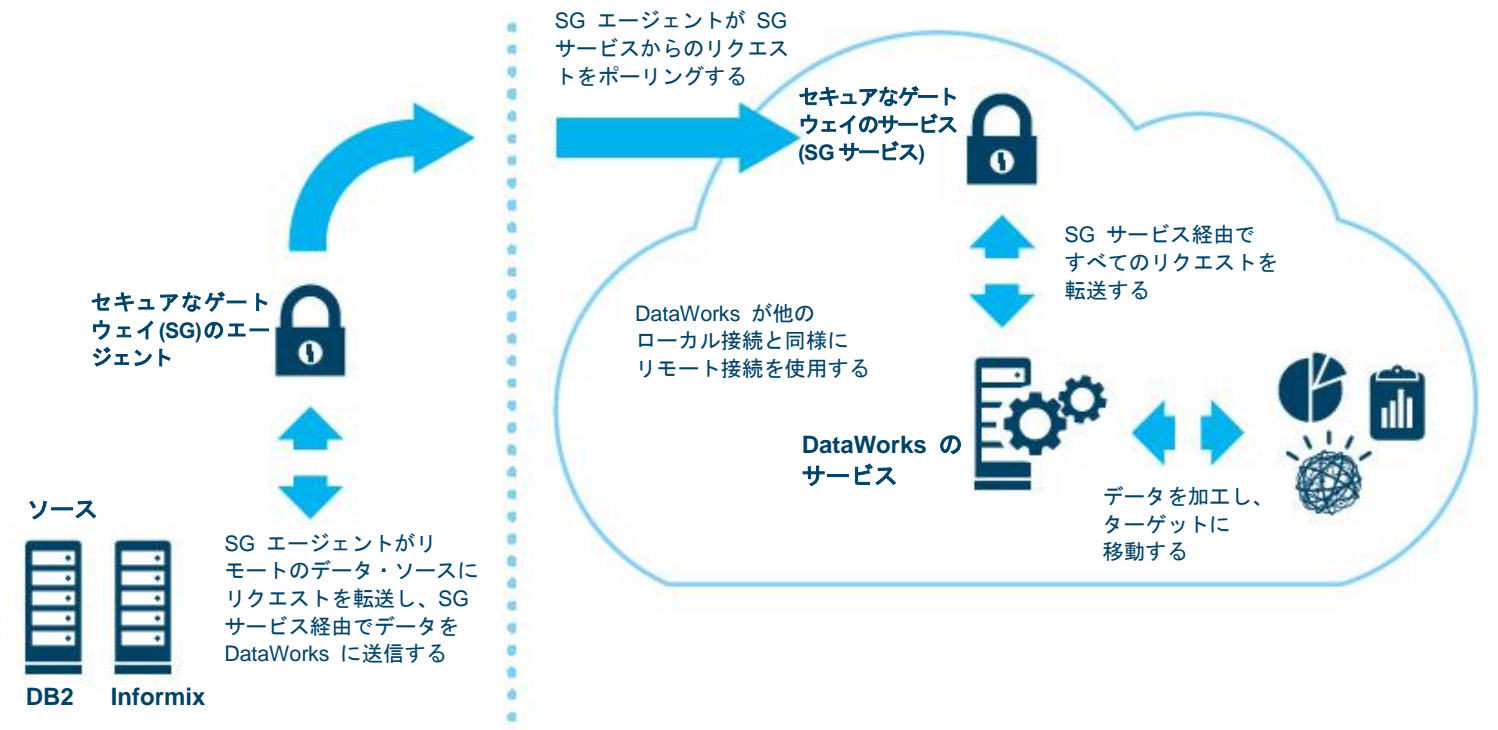 SG エージェントが SG
サービスからのリクエス
トをポーリングする
セキュアなゲート
ウェイのサービス
(SG サービス)
SG サービス経由で
すべてのリクエストを
転送する
セキュアなゲート
ウェイ(SG)のエー
ジェント
DataWorks が他の
ローカル接続と同様に
リモート接続を使用する
DataWorks の
サービス
データを加工し、
ターゲットに
移動する
ソース
SG エージェントがリ
モートのデータ・ソースに
リクエストを転送し、SG
サービス経由でデータを
DataWorks に送信する
DB2 Informix